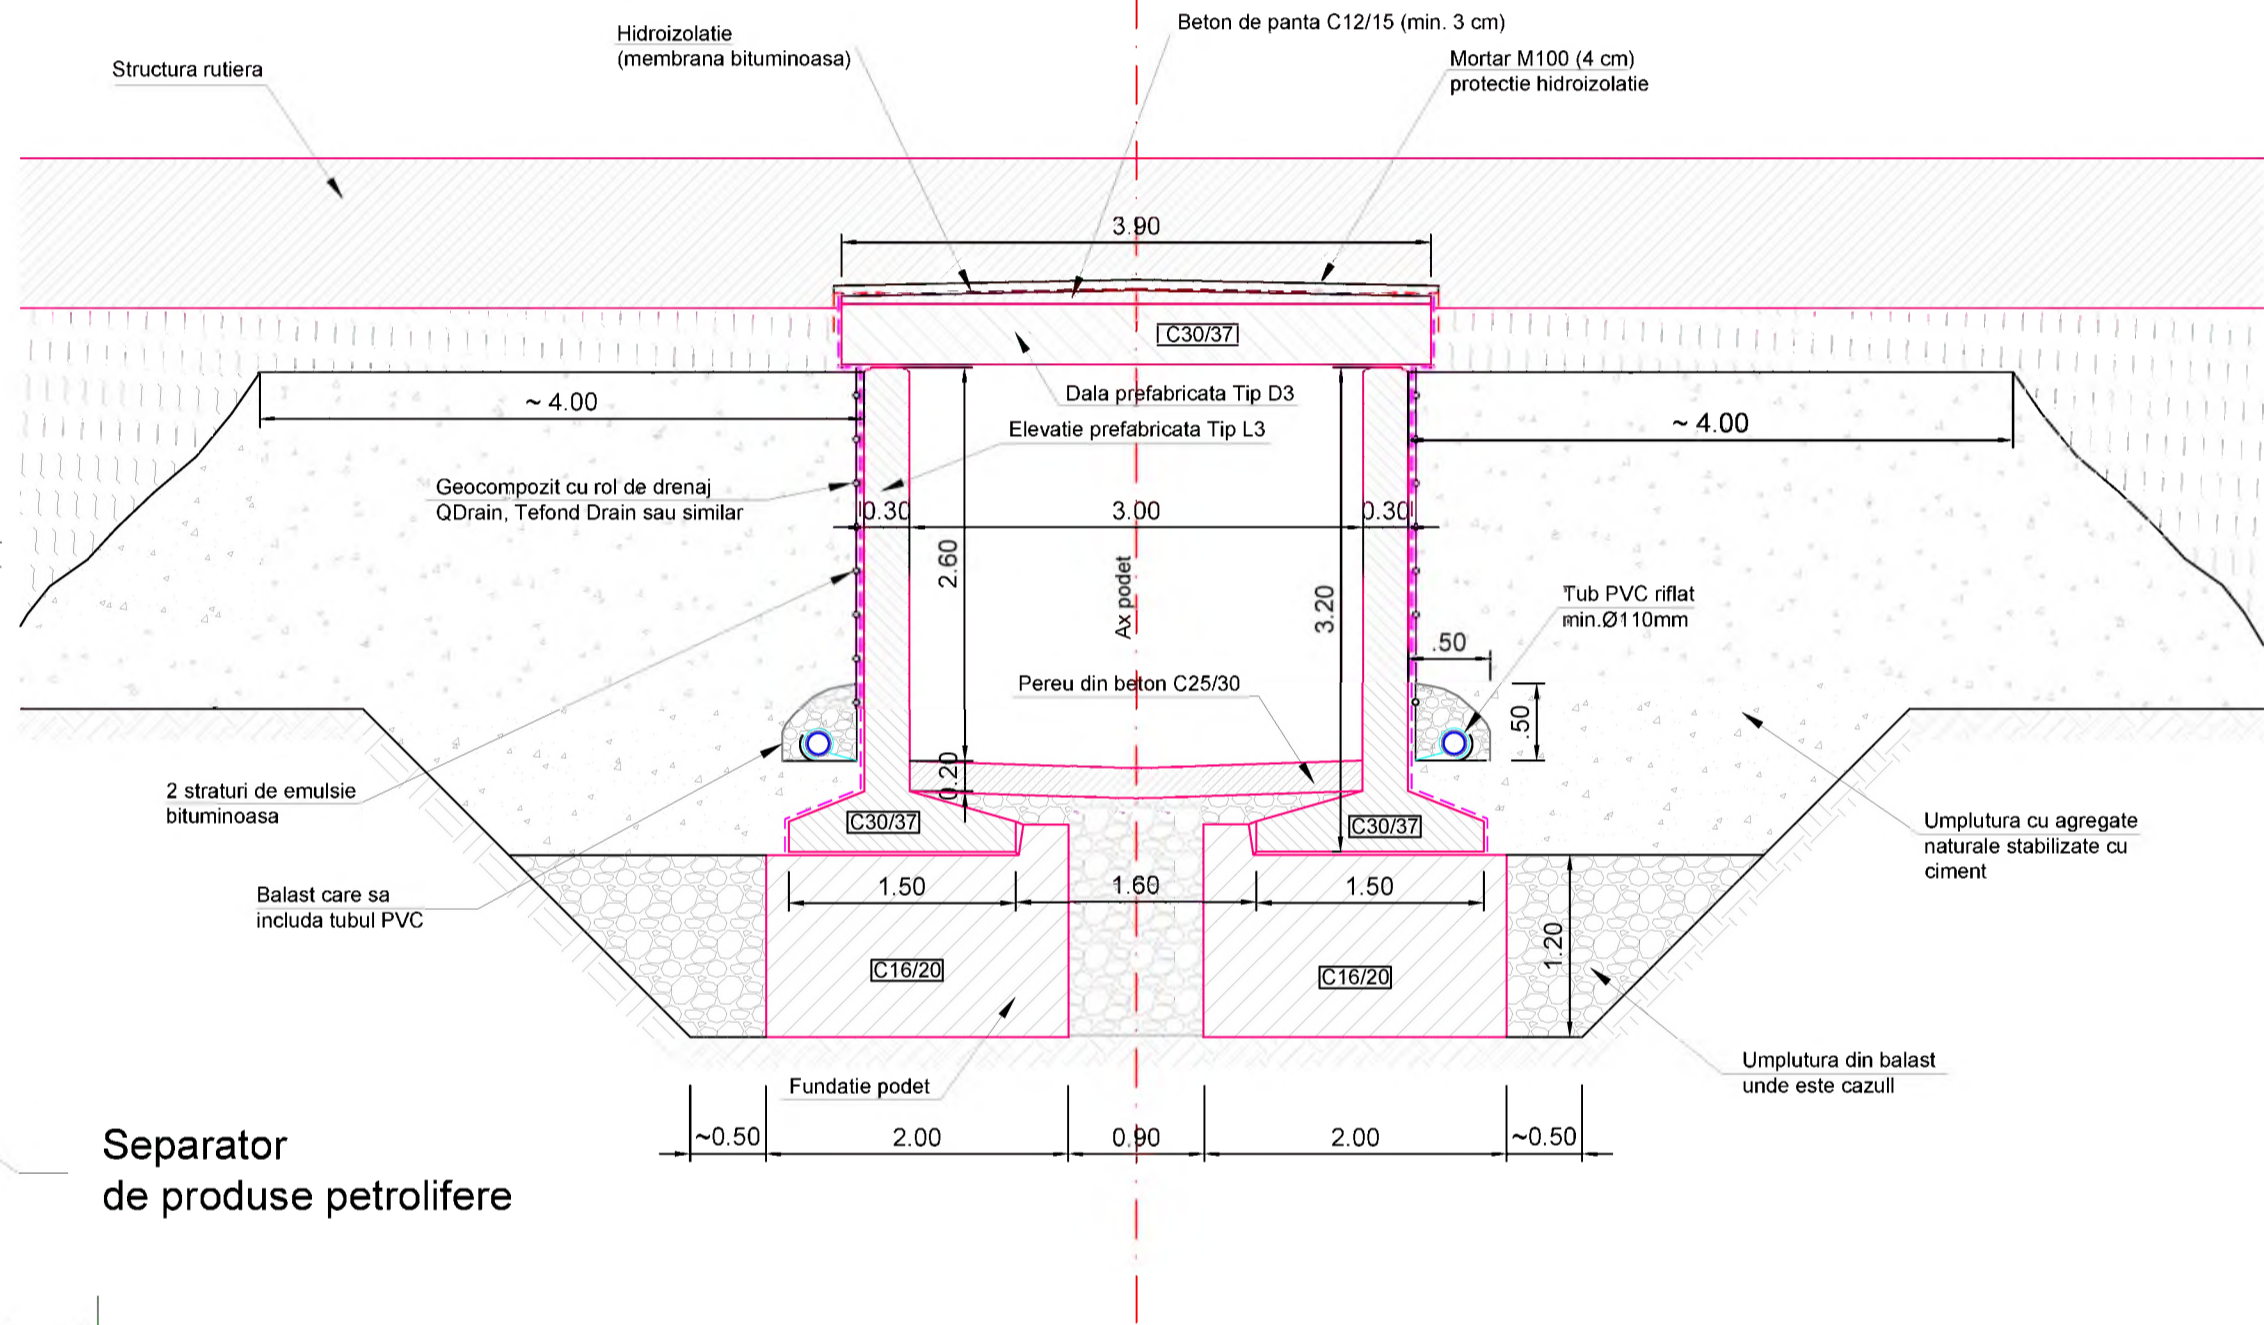 Beton de panta C12/15 (min. 3 cm)
Hidroizolatie
(membrana bituminoasa)
Mortar M100 (4 cm)
protectie hidroizolatie
Structura rutiera
3.90
C30/37
Dala prefabricata Tip D3
~ 4.00
~ 4.00
Elevatie prefabricata Tip L3
Geocompozit cu rol de drenaj
QDrain, Tefond Drain sau similar
0.30
3.00
0.30
2.60
Ax podet
3.20
Tub PVC riflat
min.Ø110mm
.50
.50
Pereu din beton C25/30
0.20
2 straturi de emulsie
bituminoasa
C30/37
C30/37
Umplutura cu agregate
naturale stabilizate cu
ciment
Balast care sa
includa tubul PVC
1.50
1.60
1.50
1.20
C16/20
C16/20
Umplutura din balast
unde este cazull
Fundatie podet
~0.50
2.00
0.90
2.00
~0.50
Separator
de produse petrolifere